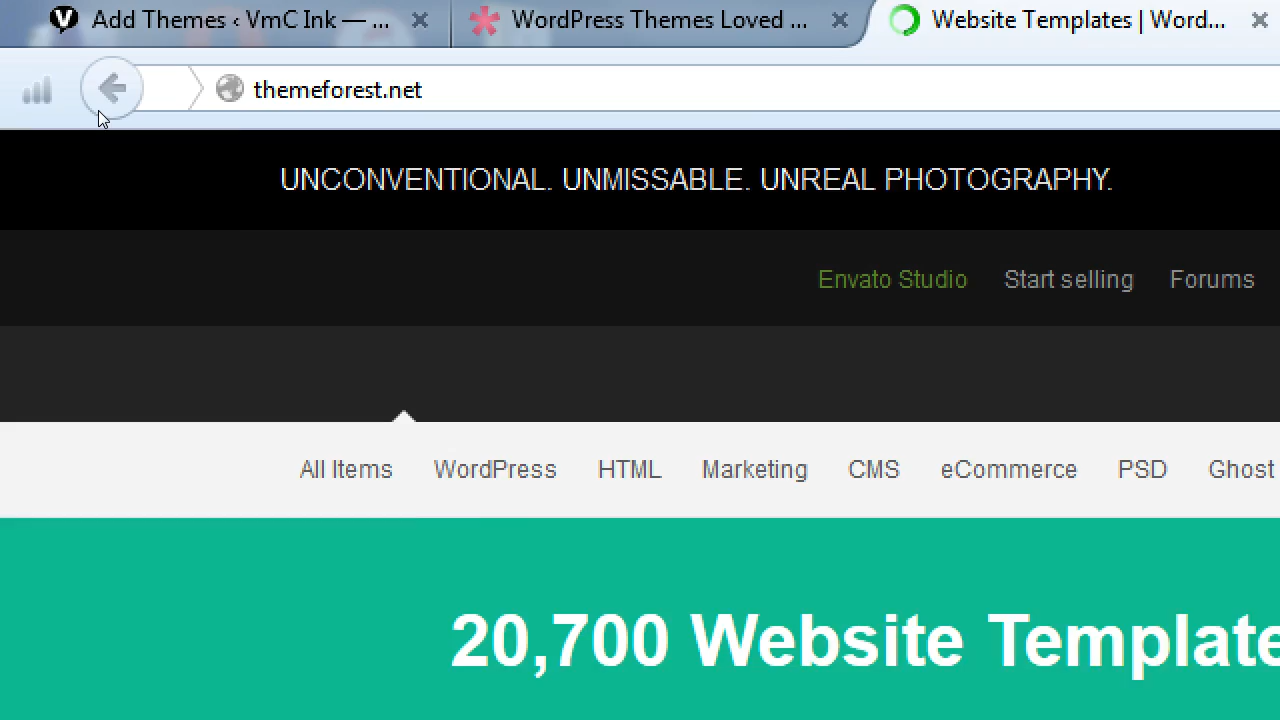 Add Themes ‹ VmC Ink — ...
WordPress Themes Loved ...
Website Templates | Word...
themeforest.net
UNCONVENTIONAL. UNMISSABLE. UNREAL PHOTOGRAPHY.
Envato Studio Start selling Forums
All Items WordPress HTML Marketing CMS eCommerce PSD Ghost
20,700 Website Template